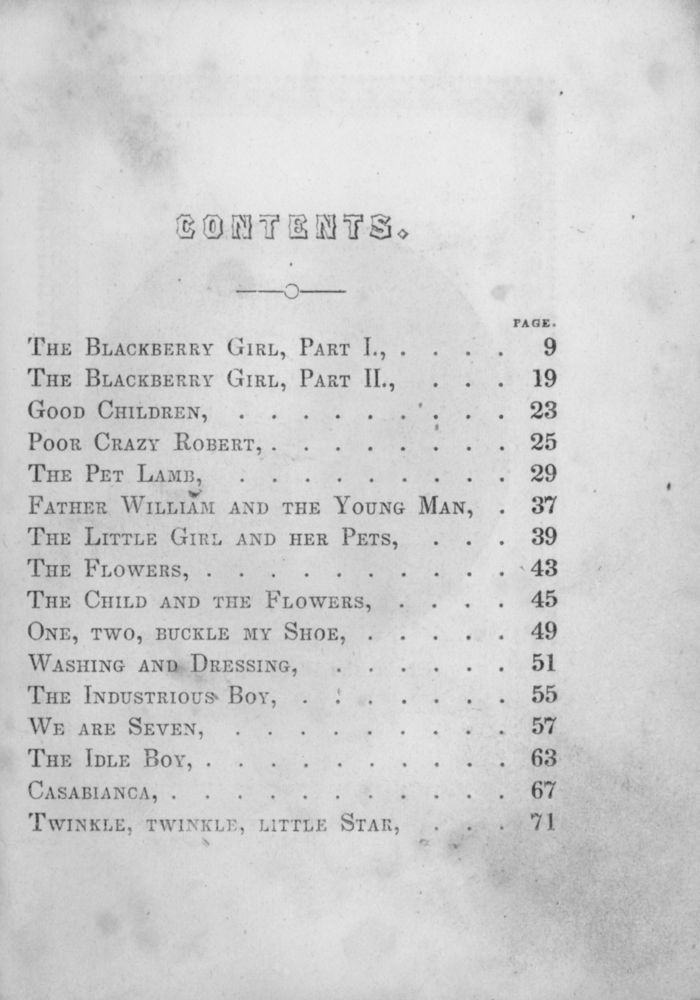 CONTENTS.
PAGE.
THE BLACKBERRY GIRL, PART I., . . . . 9
THE BLACKBERRY GIRL, PART II., . . . 19
GOOD CHILDREN, . . . . . . . . . 23
POOR CRAZY ROBERT, . . . . . . . . 25
THE PET LAMB, . . . . . . . . . 29
FATHER WILLIAM AND THE YOUNG MAN, . 37
THE LITTLE GIRL AND HER PETS, . . . 39
THE FLOWERS, . . . . . . . . . . 43
THE CHILD AND THE FLOWERS, . . . . 45
ONE, TWO, BUCKLE MY SHOE, . . . . . 49
WASHING AND DRESSING, . . . . . . 51
THE INDUSTRIOUS BOY, . . . . . . . 55
WE ARE SEVEN, . . . . . . . . . 57
THE IDLE BOY, . . . . . . . . . . 63
CASABIANCA, . . . . . . . . . . . 67
TWINKLE, TWINKLE, LITTLE STAR, . . . 71